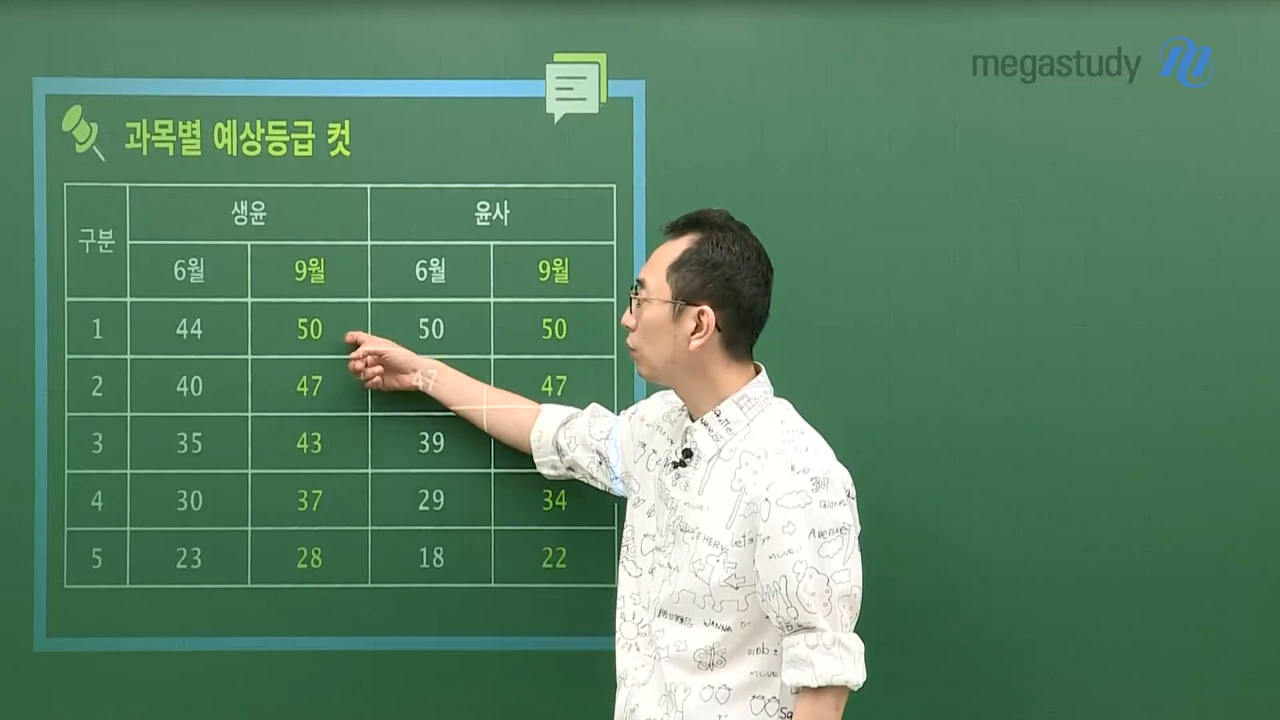 megastudy
과목별 예상등급 컷
구분 생윤 윤사
6월 9월 6월 9월
1 44 50 50 50
2 40 47 47 47
3 35 43 39
4 30 37 29 34
5 23 28 18 22